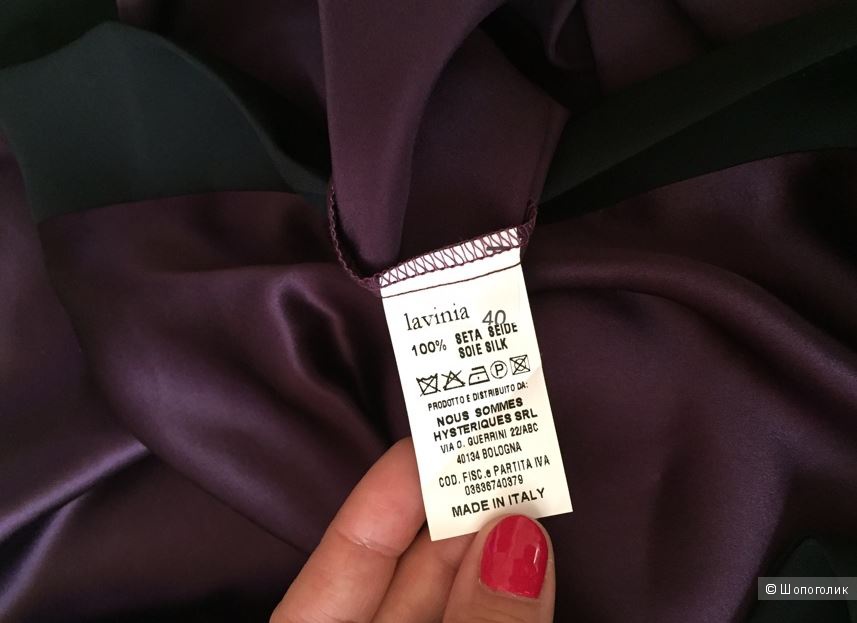 lavinia 40
100% SETA SEIDE
SOIE SILK
P
PRODOTTO E DISTRIBUITO DA:
NOUS SOMMES
HYSTERIQUES SRL
VIA O. GUERRINI 22/ABC
40134 BOLOGNA
COD. FISC.e PARTITA IVA
03636740379
MADE IN ITALY
© Шопоголик